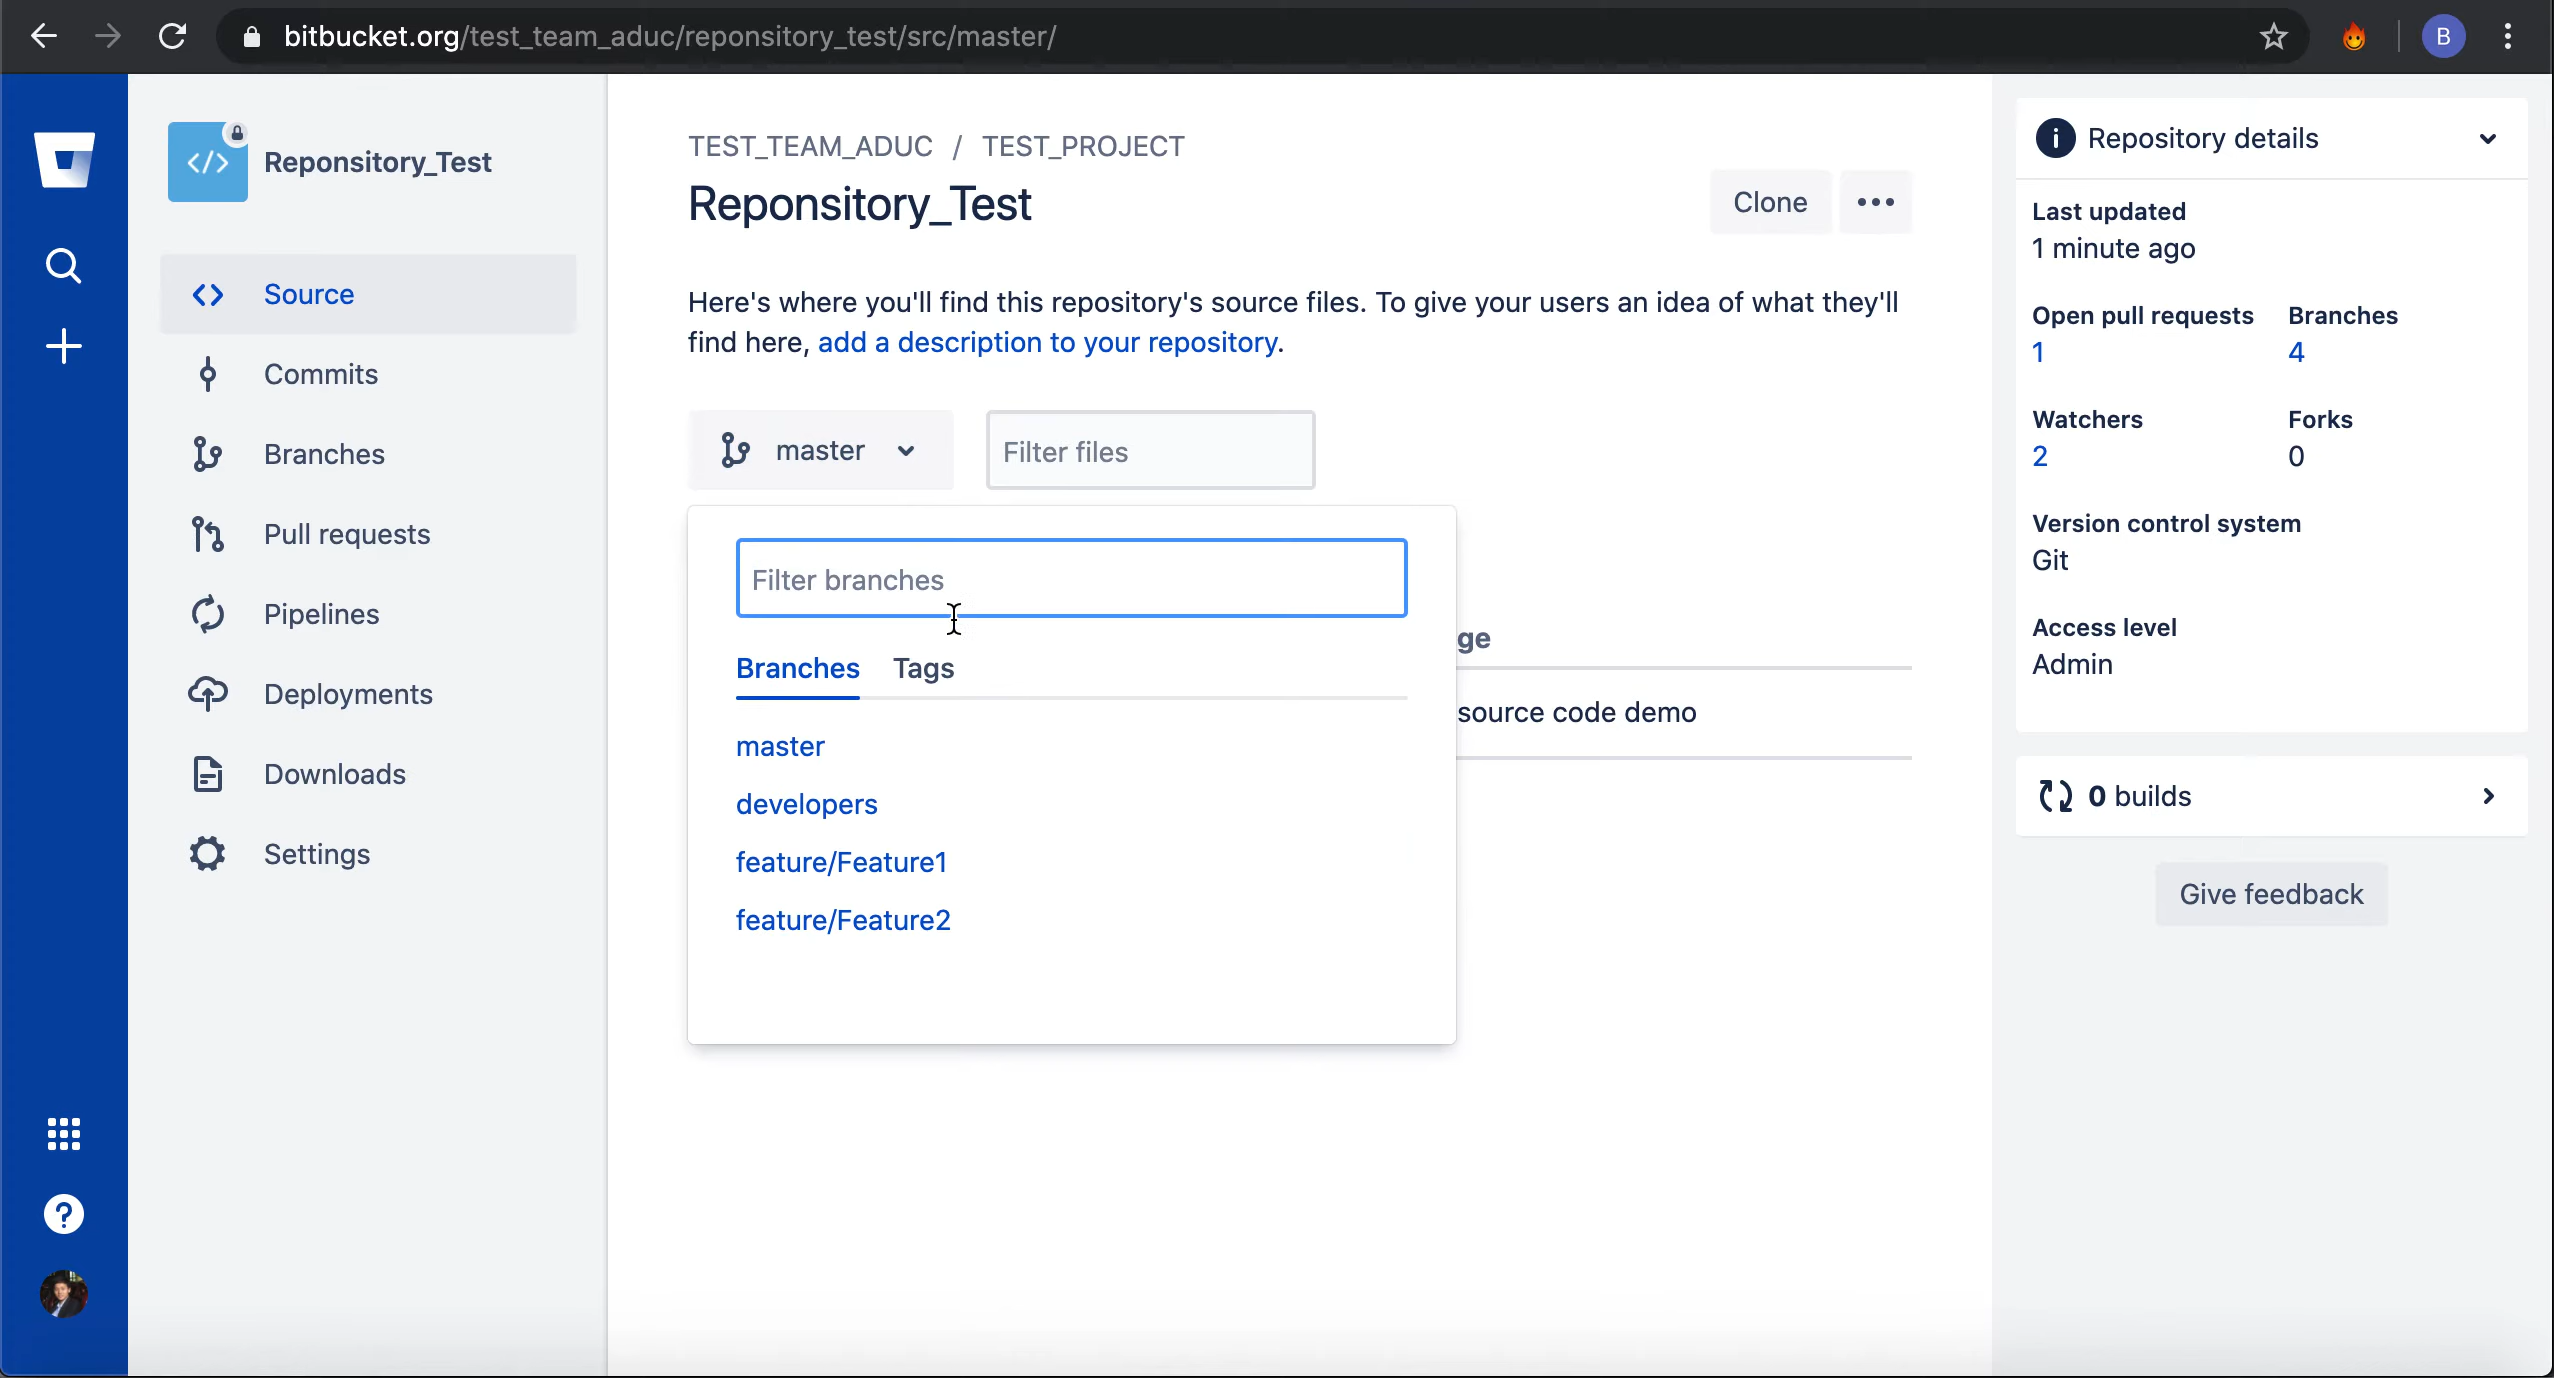 bitbucket.org/test_team_aduc/reponsitory_test/src/master/
B
Reponsitory_Test
Source
Commits
Branches
Pull requests
Pipelines
Deployments
Downloads
Settings
TEST_TEAM_ADUC / TEST_PROJECT
Reponsitory_Test
Clone
Here's where you'll find this repository's source files. To give your users an idea of what they'll
find here, add a description to your repository.
master
Filter files
Filter branches
Branches Tags
master
developers
feature/Feature1
feature/Feature2
ge
source code demo
Repository details
Last updated
1 minute ago
Open pull requests Branches
1 4
Watchers Forks
2 0
Version control system
Git
Access level
Admin
0 builds
Give feedback